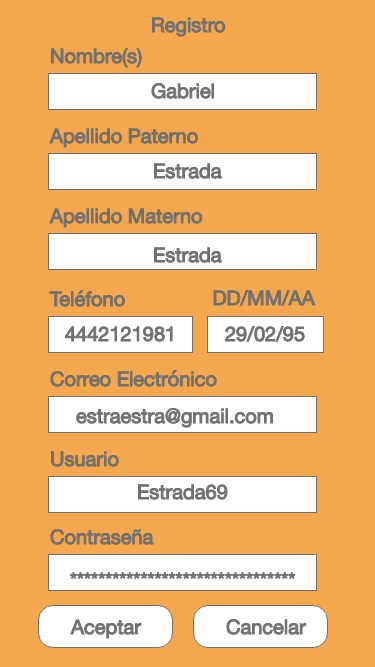 Registro
Nombre(s)
Gabriel
Apellido Paterno
Estrada
Apellido Materno
Estrada
Teléfono DD/MM/AA
4442121981 29/02/95
Correo Electrónico
estraestra@gmail.com
Usuario
Estrada69
Contraseña
********************************
Aceptar Cancelar